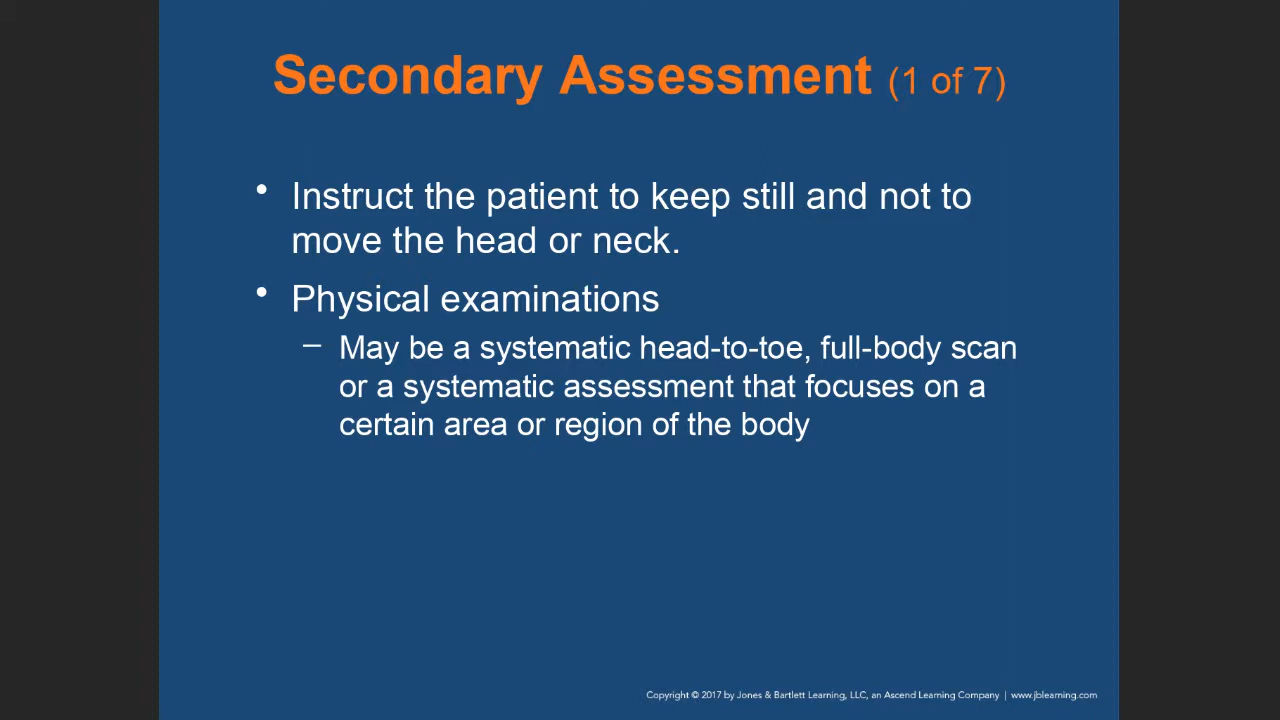 Secondary Assessment (1 of 7)
• Instruct the patient to keep still and not to
move the head or neck.
• Physical examinations
– May be a systematic head-to-toe, full-body scan
or a systematic assessment that focuses on a
certain area or region of the body
Copyright © 2017 by Jones & Bartlett Learning, LLC, an Ascend Learning Company | www.jblearning.com